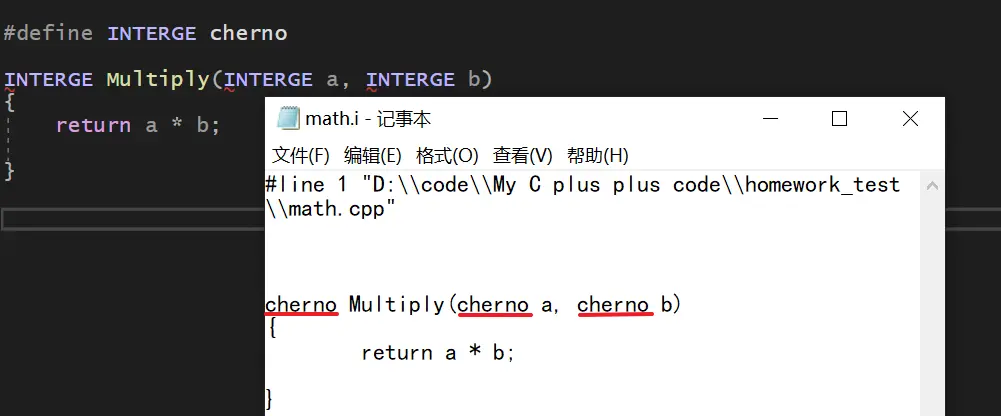 #define INTERGE cherno
INTERGE Multiply(INTERGE a, INTERGE b)
{
return a * b;
}
math.i - 记事本
文件(F) 编辑(E) 格式(O) 查看(V) 帮助(H)
#line 1 "D:\\code\\My C plus plus code\\homework_test
\\math.cpp"
cherno Multiply(cherno a, cherno b)
{
return a * b;
}